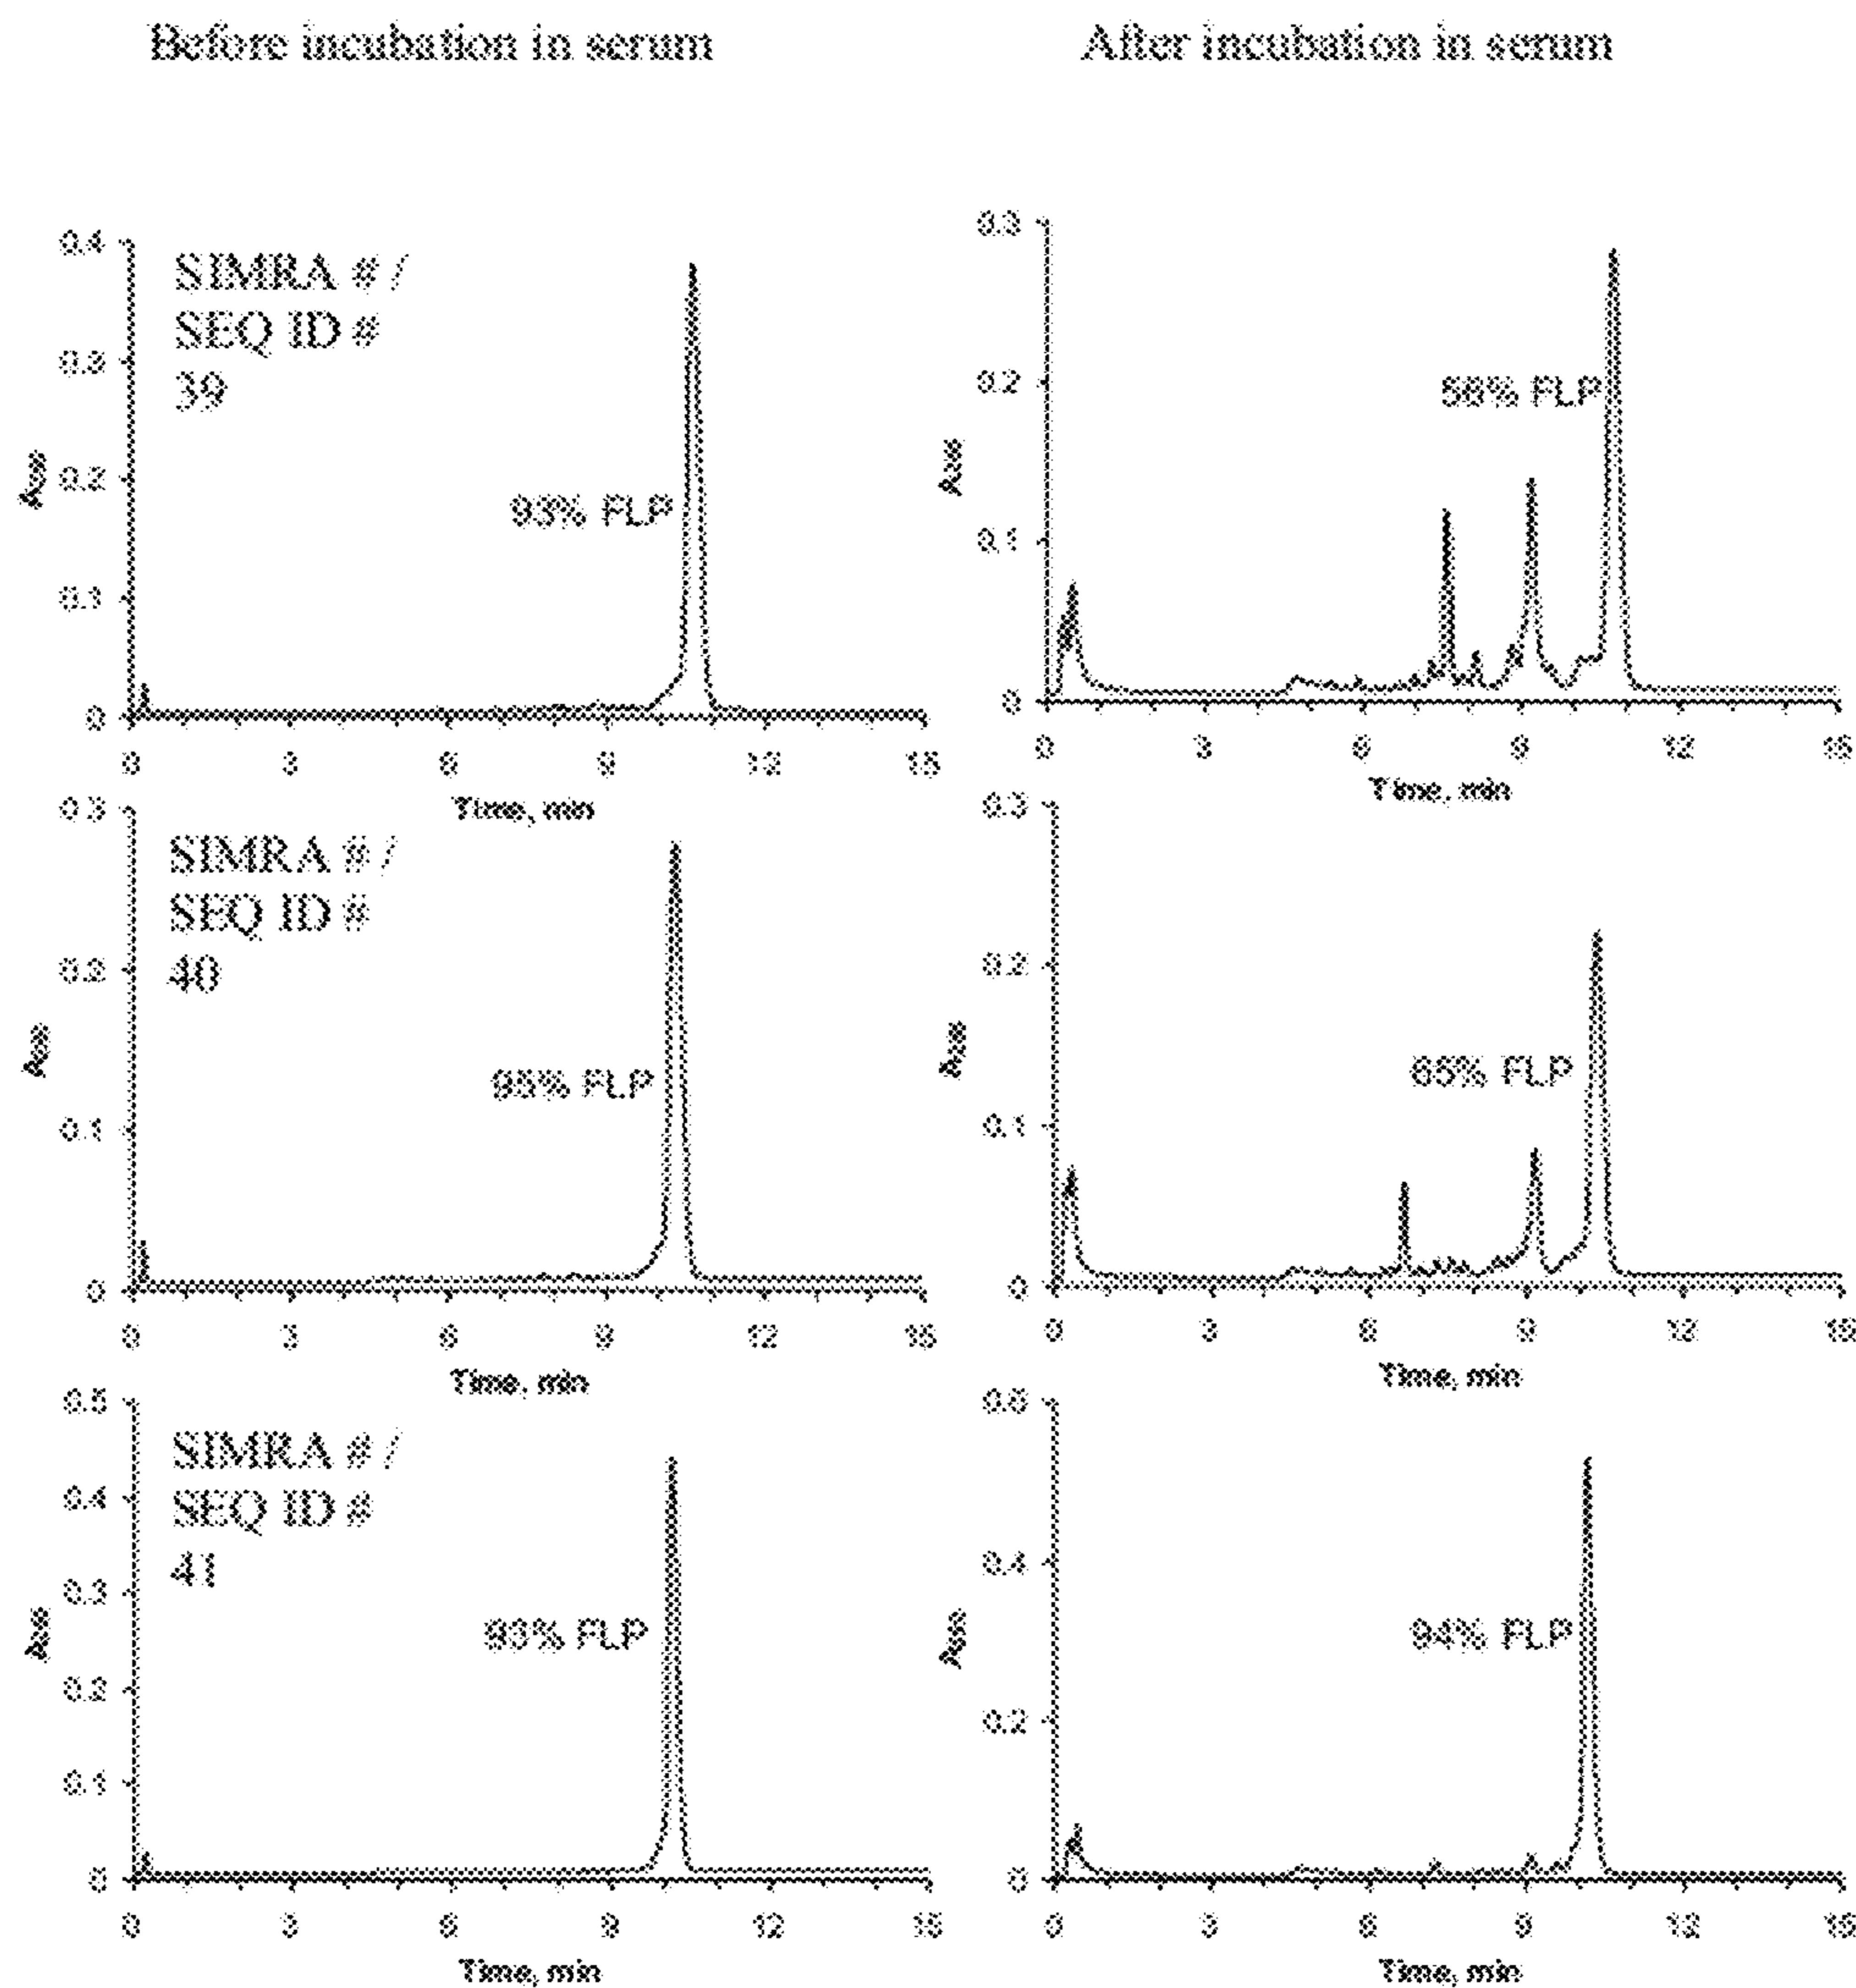 Before incubation in serum
After incubation in serum
0.4
0.3
0.2
0.1
0
SIMRA # /
SEQ ID #
39
93% FLP
0 3 6 9 12 15
Time, min
0.3
0.2
0.1
0
FLP
0 3 6 9 12 15
Time, min
0.3
0.2
0.1
0
SIMRA # /
SEQ ID #
40
95% FLP
0 3 6 9 12 15
Time, min
0.3
0.2
0.1
0
65% FLP
0 3 6 9 12 15
Time, min
0.5
0.4
0.3
0.2
0.1
0
SIMRA # /
SEQ ID #
41
93% FLP
0 3 6 9 12 15
Time, min
0.6
0.4
0.2
0
94% FLP
0 3 6 9 12 15
Time, min